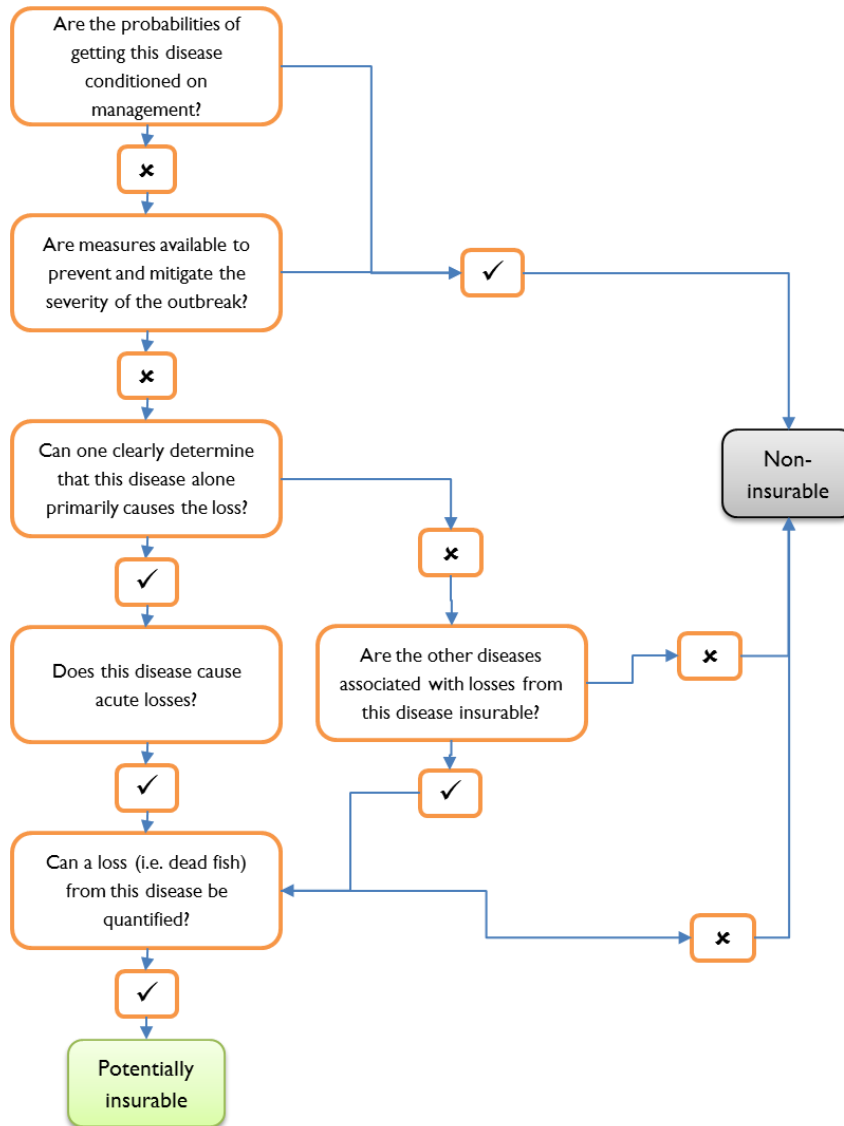 Are the probabilities of
getting this disease
conditioned on
management?
✘
Are measures available to
prevent and mitigate the
severity of the outbreak?
✓
✘
Can one clearly determine
that this disease alone
primarily causes the loss?
Non-
insurable
✘
✓
Does this disease cause
acute losses?
Are the other diseases
associated with losses from
this disease insurable?
✘
✓
✓
Can a loss (i.e. dead fish)
from this disease be
quantified?
✘
✓
Potentially
insurable